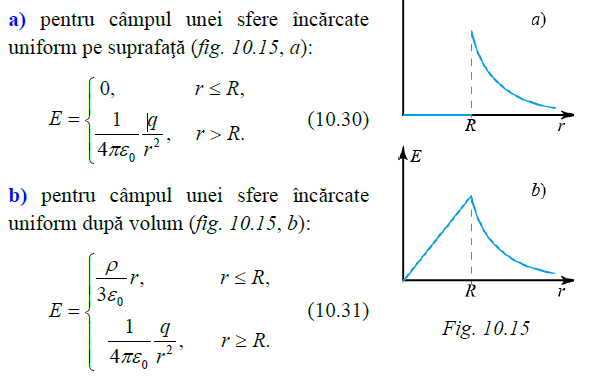 a) pentru câmpul unei sfere încărcate
uniform pe suprafaţă (fig. 10.15, a):
E = { 0, r ≤ R,
1/(4πε₀) q/r², r > R. (10.30)
b) pentru câmpul unei sfere încărcate
uniform după volum (fig. 10.15, b):
E = { ρ/(3ε₀) r, r ≤ R,
1/(4πε₀) q/r², r ≥ R. (10.31)
a)
R r
E
b)
R r
Fig. 10.15